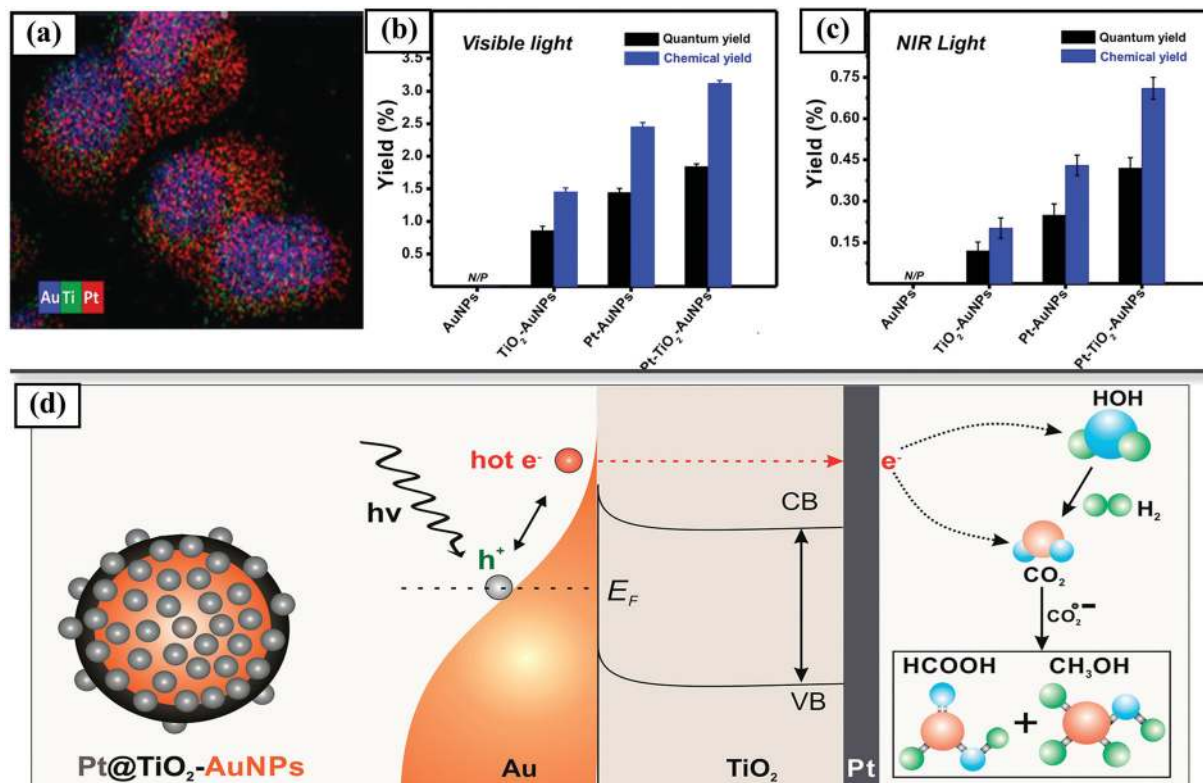 (a)
Au Ti Pt
(b)
Visible light
Quantum yield
Chemical yield
Yield (%)
3.5
3.0
2.5
2.0
1.5
1.0
0.5
N/P
AuNPs
TiO₂-AuNPs
Pt-AuNPs
Pt-TiO₂-AuNPs
(c)
NIR Light
Quantum yield
Chemical yield
Yield (%)
0.75
0.60
0.45
0.30
0.15
N/P
AuNPs
TiO₂-AuNPs
Pt-AuNPs
Pt-TiO₂-AuNPs
(d)
hot e⁻
hν
h⁺
E_F
CB
VB
e⁻
HOH
H₂
CO₂
CO₂°⁻
HCOOH
CH₃OH
+
Pt@TiO₂-AuNPs
Au
TiO₂
Pt